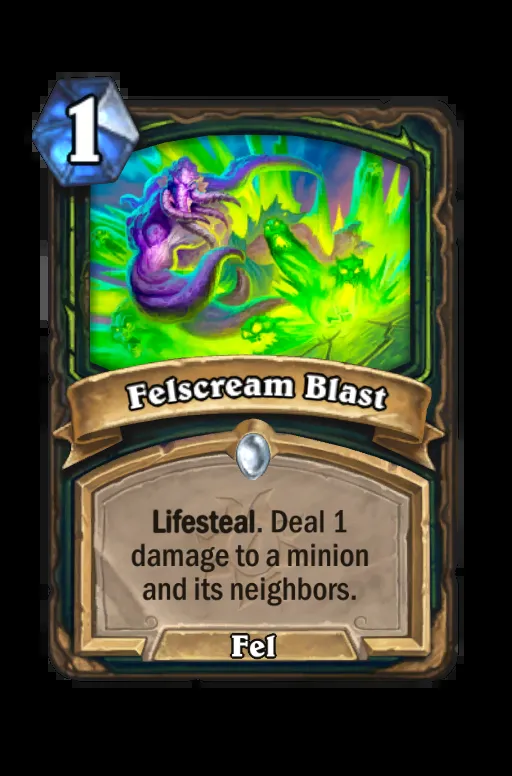 1
Felscream Blast
Lifesteal. Deal 1
damage to a minion
and its neighbors.
Fel